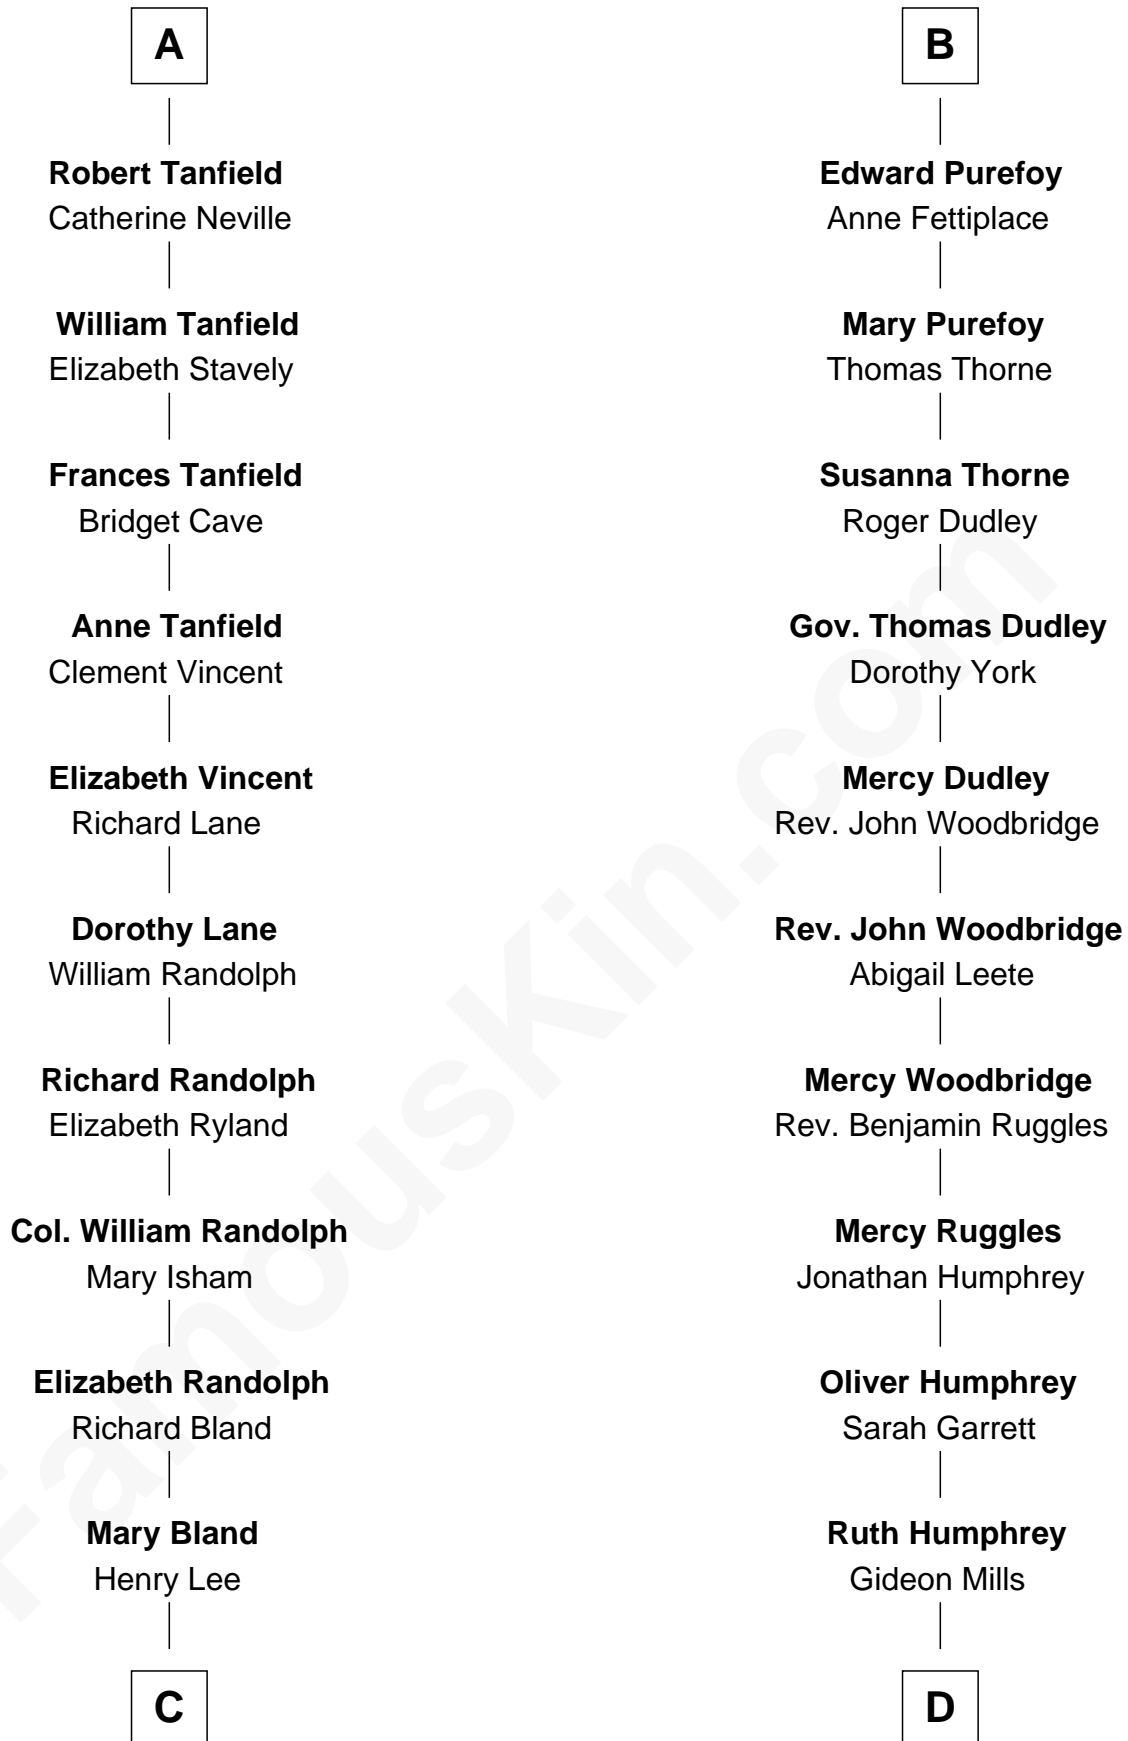 A
Robert Tanfield
Catherine Neville
William Tanfield
Elizabeth Stavely
Frances Tanfield
Bridget Cave
Anne Tanfield
Clement Vincent
Elizabeth Vincent
Richard Lane
Dorothy Lane
William Randolph
Richard Randolph
Elizabeth Ryland
Col. William Randolph
Mary Isham
Elizabeth Randolph
Richard Bland
Mary Bland
Henry Lee
C
B
Edward Purefoy
Anne Fettiplace
Mary Purefoy
Thomas Thorne
Susanna Thorne
Roger Dudley
Gov. Thomas Dudley
Dorothy York
Mercy Dudley
Rev. John Woodbridge
Rev. John Woodbridge
Abigail Leete
Mercy Woodbridge
Rev. Benjamin Ruggles
Mercy Ruggles
Jonathan Humphrey
Oliver Humphrey
Sarah Garrett
Ruth Humphrey
Gideon Mills
D
FamousKin.com